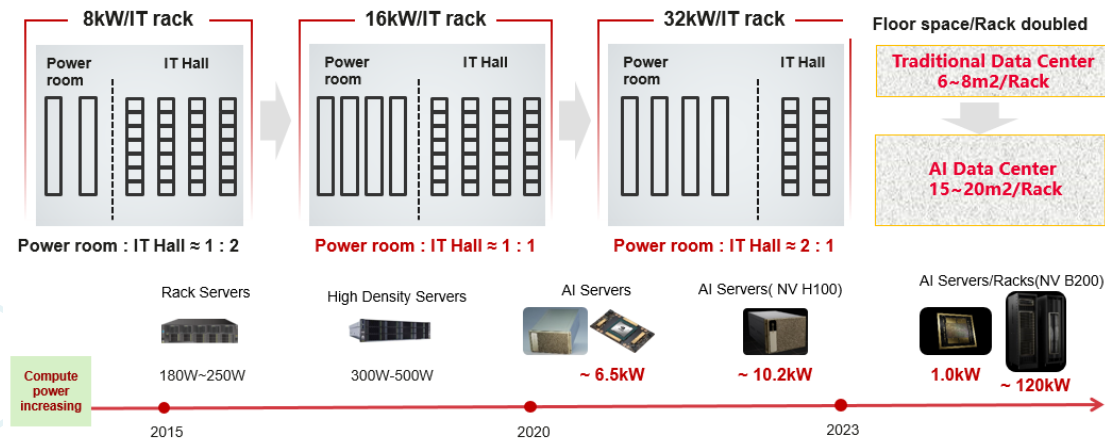 8kW/IT rack
16kW/IT rack
32kW/IT rack
Floor space/Rack doubled
Power
room
IT Hall
Power room
IT Hall
Power
room
IT Hall
Traditional Data Center
6~8m2/Rack
AI Data Center
15~20m2/Rack
Power room : IT Hall ≈ 1 : 2
Power room : IT Hall ≈ 1 : 1
Power room : IT Hall ≈ 2 : 1
Rack Servers
High Density Servers
AI Servers
AI Servers( NV H100)
AI Servers/Racks(NV B200)
180W~250W
300W-500W
~ 6.5kW
~ 10.2kW
1.0kW
~ 120kW
Compute
power
increasing
2015
2020
2023